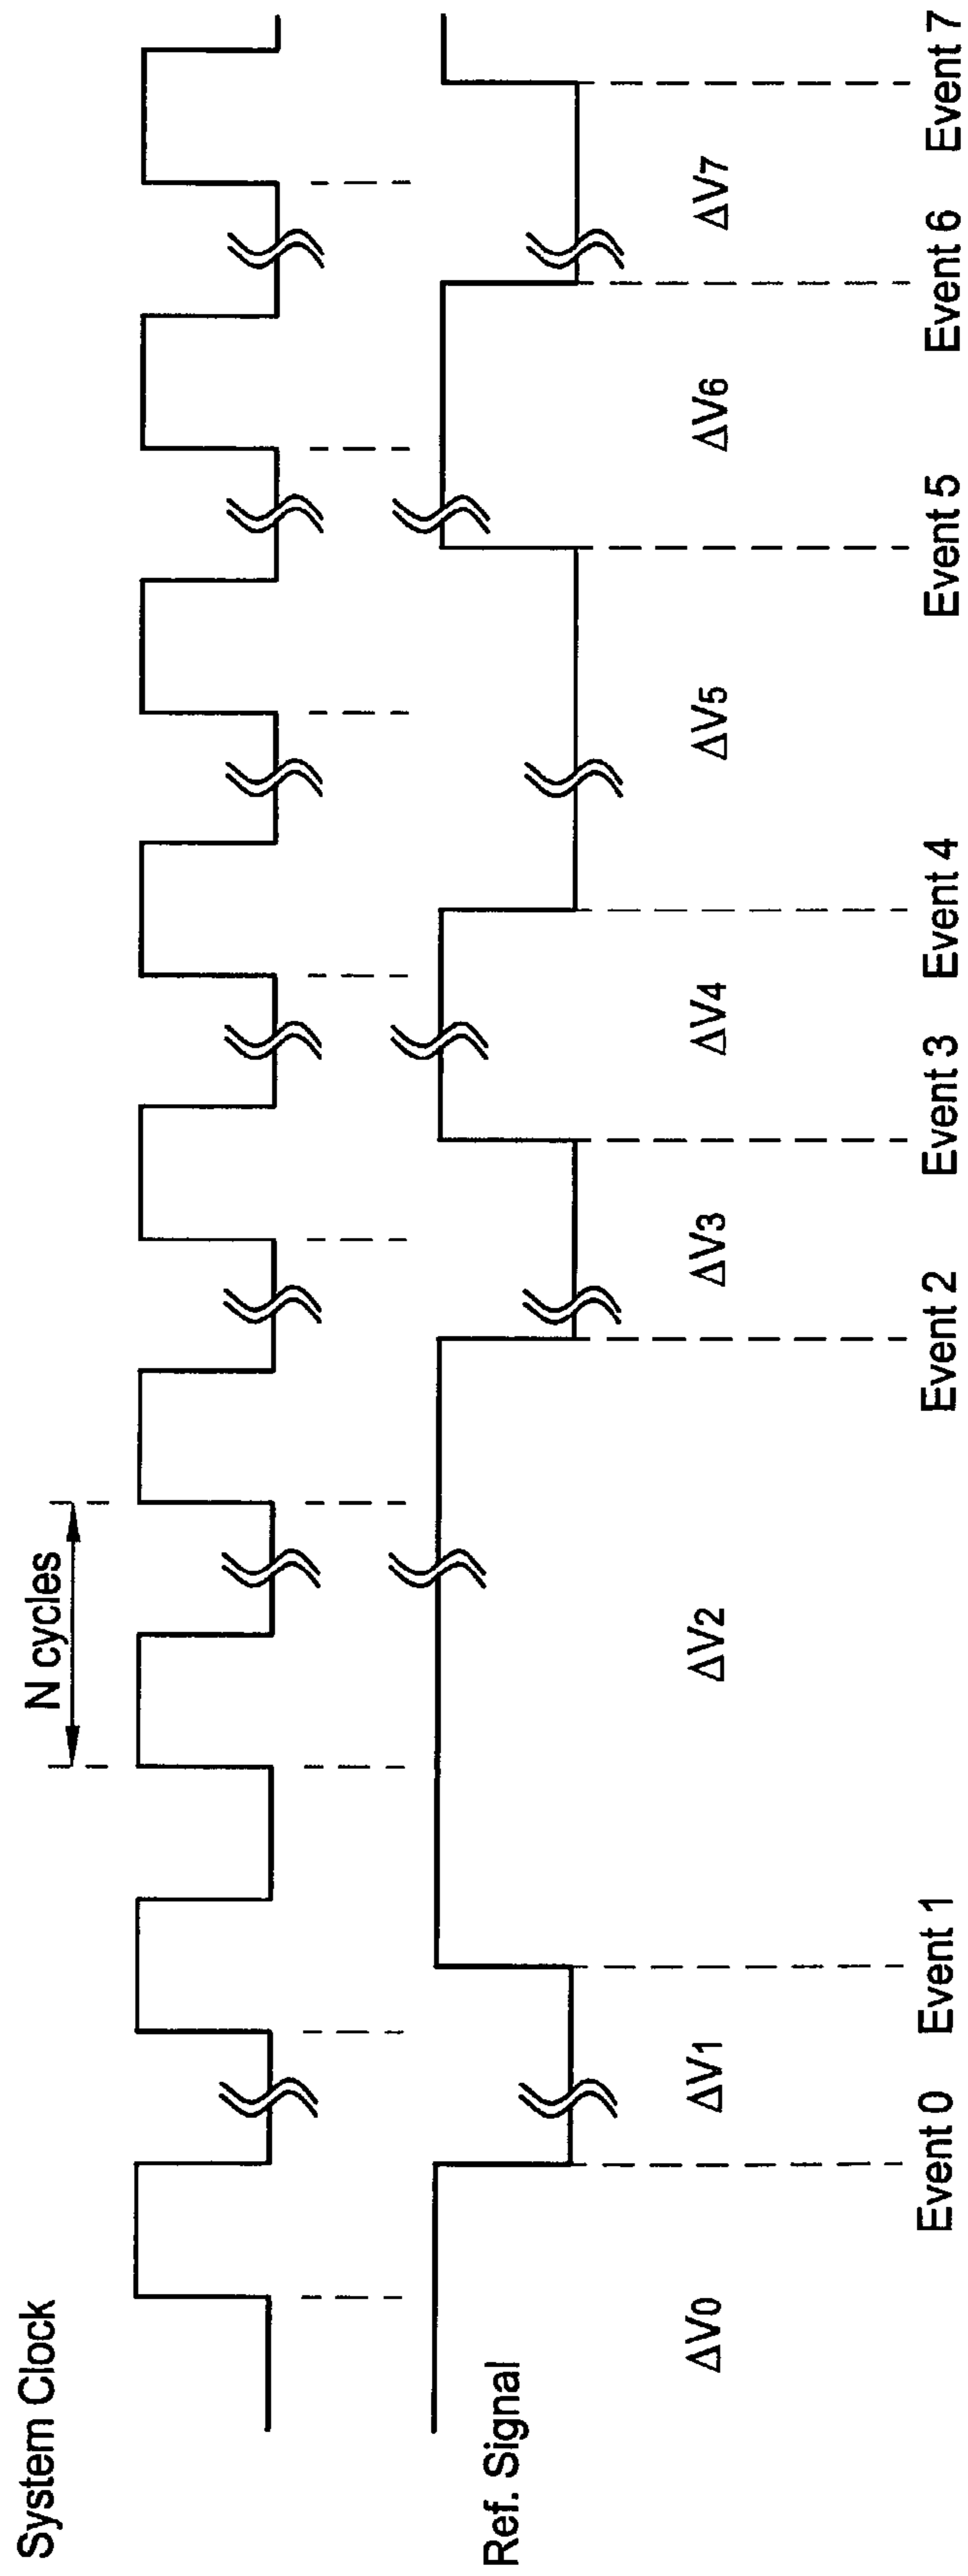 System Clock
N cycles
Ref. Signal
ΔV0 ΔV1 ΔV2 ΔV3 ΔV4 ΔV5 ΔV6 ΔV7
Event 0 Event 1 Event 2 Event 3 Event 4 Event 5 Event 6 Event 7